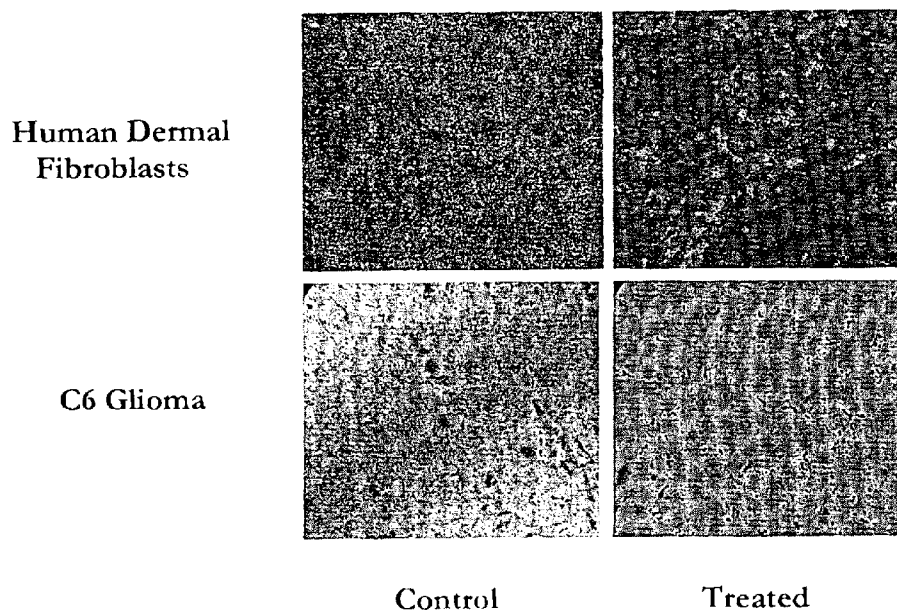 Human Dermal
Fibroblasts
C6 Glioma
Control
Treated